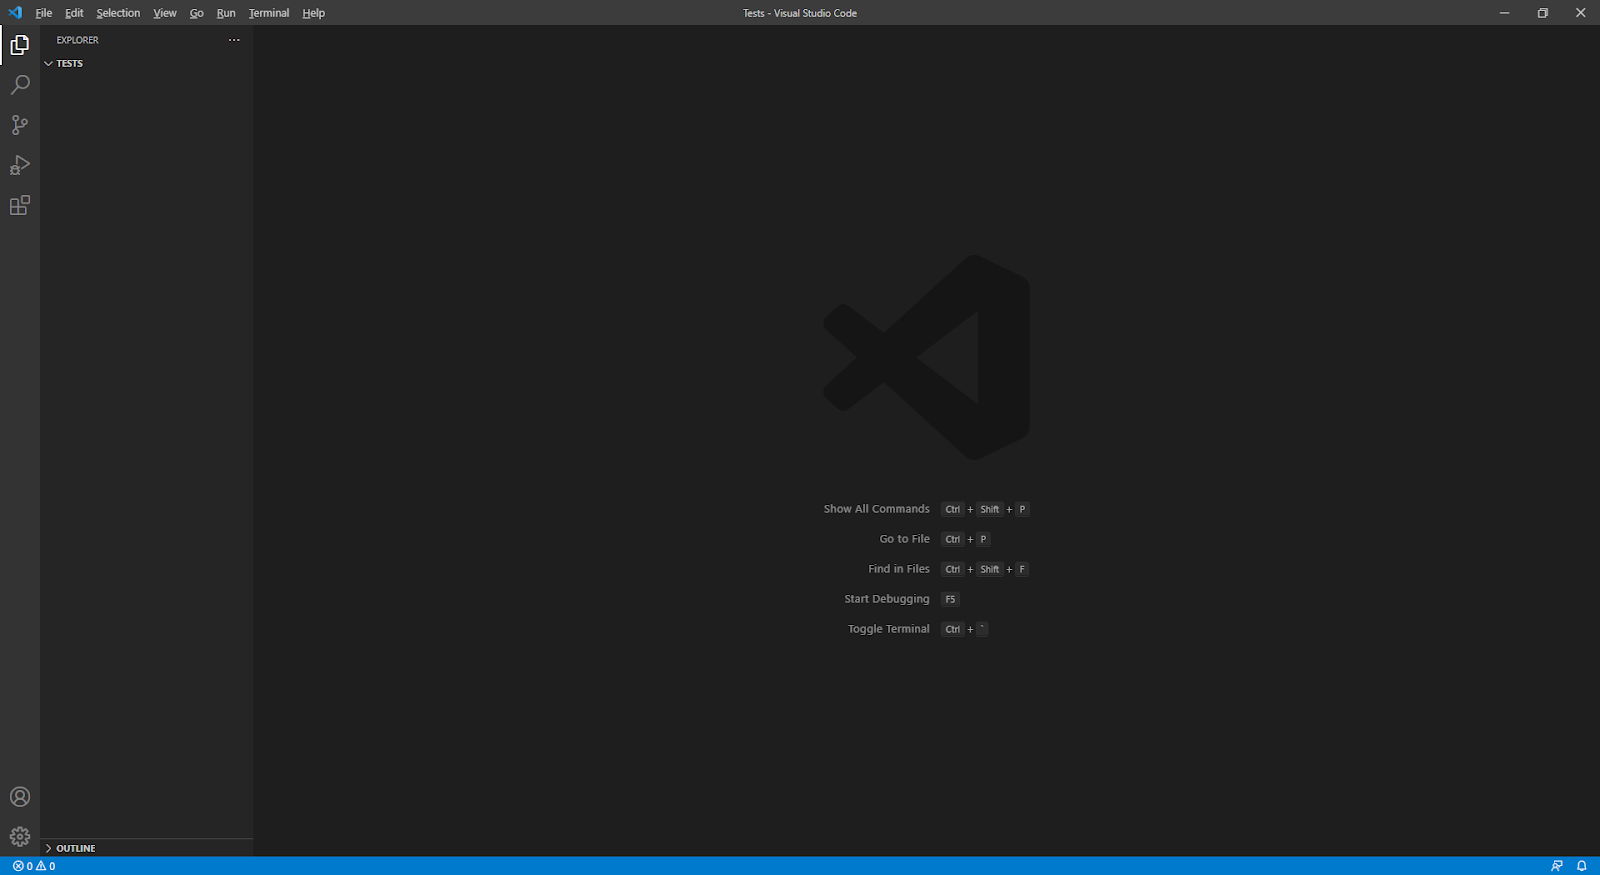 File Edit Selection View Go Run Terminal Help
Tests - Visual Studio Code
EXPLORER
TESTS
Show All Commands Ctrl + Shift + P
Go to File Ctrl + P
Find in Files Ctrl + Shift + F
Start Debugging F5
Toggle Terminal Ctrl + `
OUTLINE
0 0